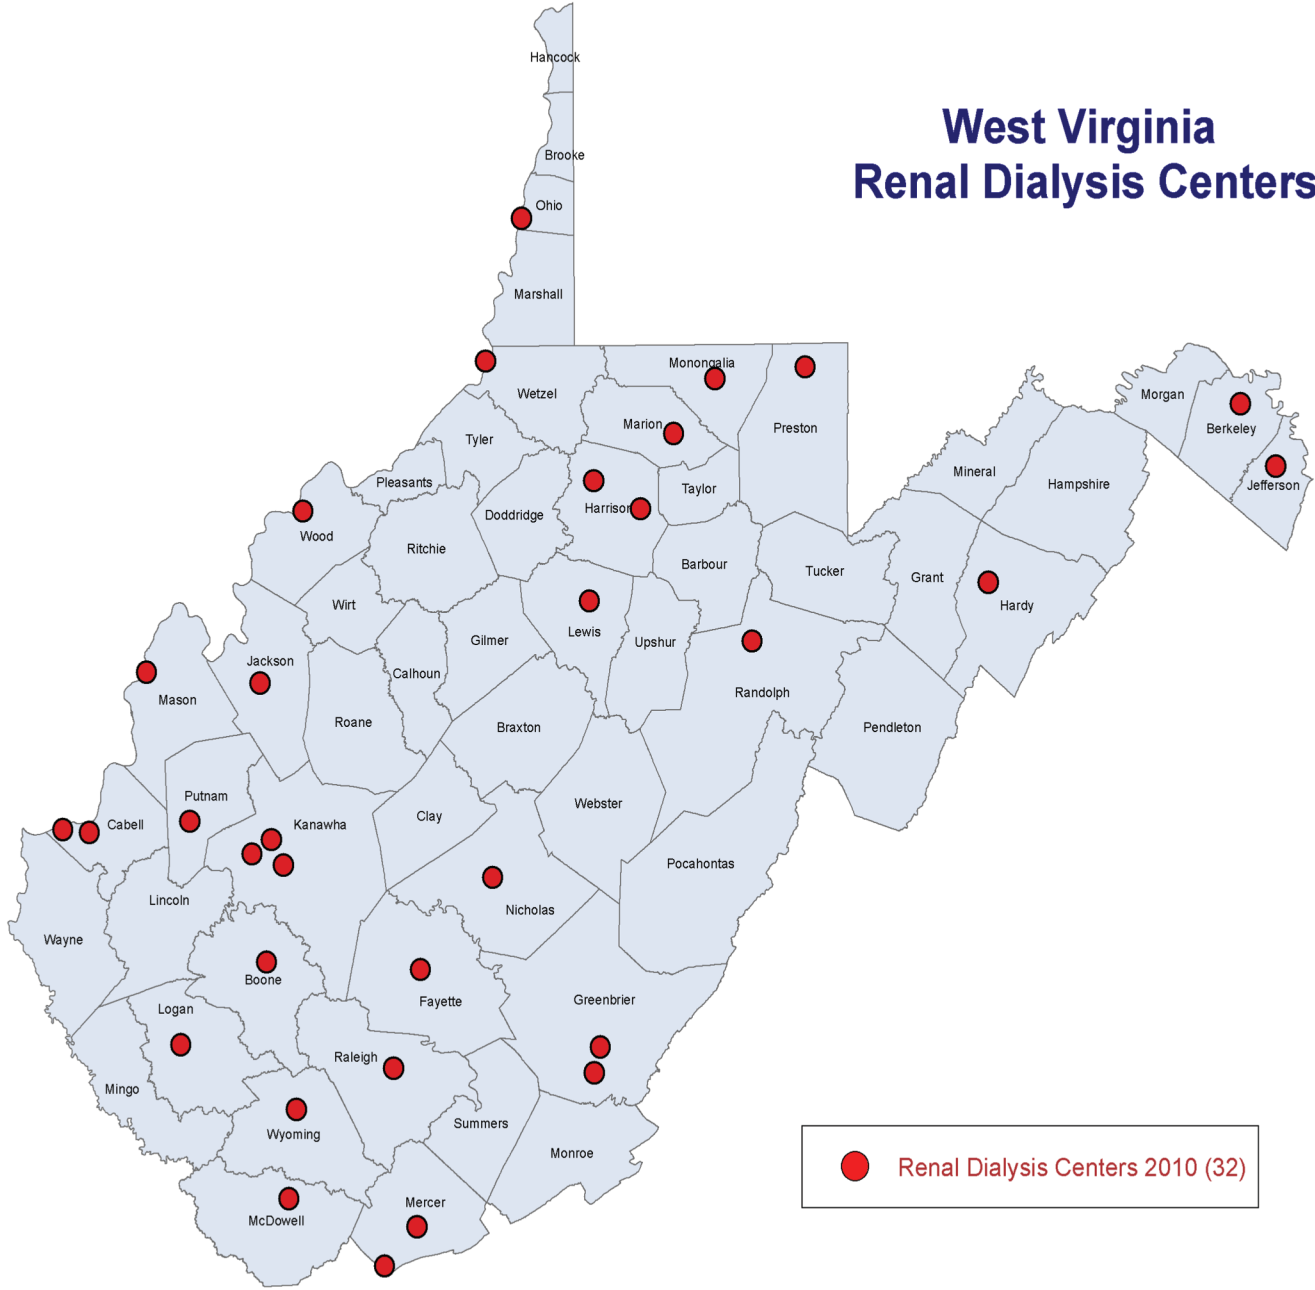 Hancock
West Virginia
Renal Dialysis Centers
Brooke
Ohio
Marshall
Monongalia
Wetzel
Morgan
Marion
Preston
Berkeley
Tyler
Mineral
Pleasants
Taylor
Hampshire
Jefferson
Harrison
Doddridge
Wood
Ritchie
Barbour
Tucker
Grant
Wirt
Hardy
Lewis
Gilmer
Upshur
Jackson
Calhoun
Randolph
Mason
Roane
Braxton
Pendleton
Putnam
Webster
Cabell
Kanawha
Clay
Pocahontas
Lincoln
Nicholas
Wayne
Boone
Fayette
Greenbrier
Logan
Raleigh
Mingo
Summers
Wyoming
Monroe
Renal Dialysis Centers 2010 (32)
Mercer
McDowell